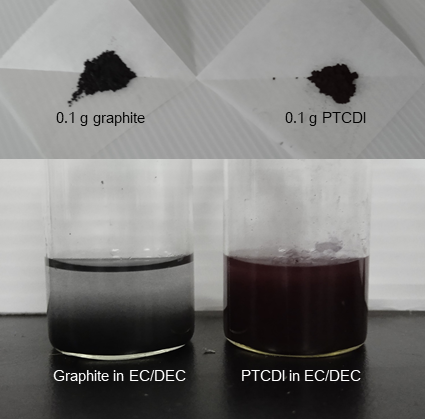 0.1 g graphite
0.1 g PTCDI
Graphite in EC/DEC
PTCDI in EC/DEC